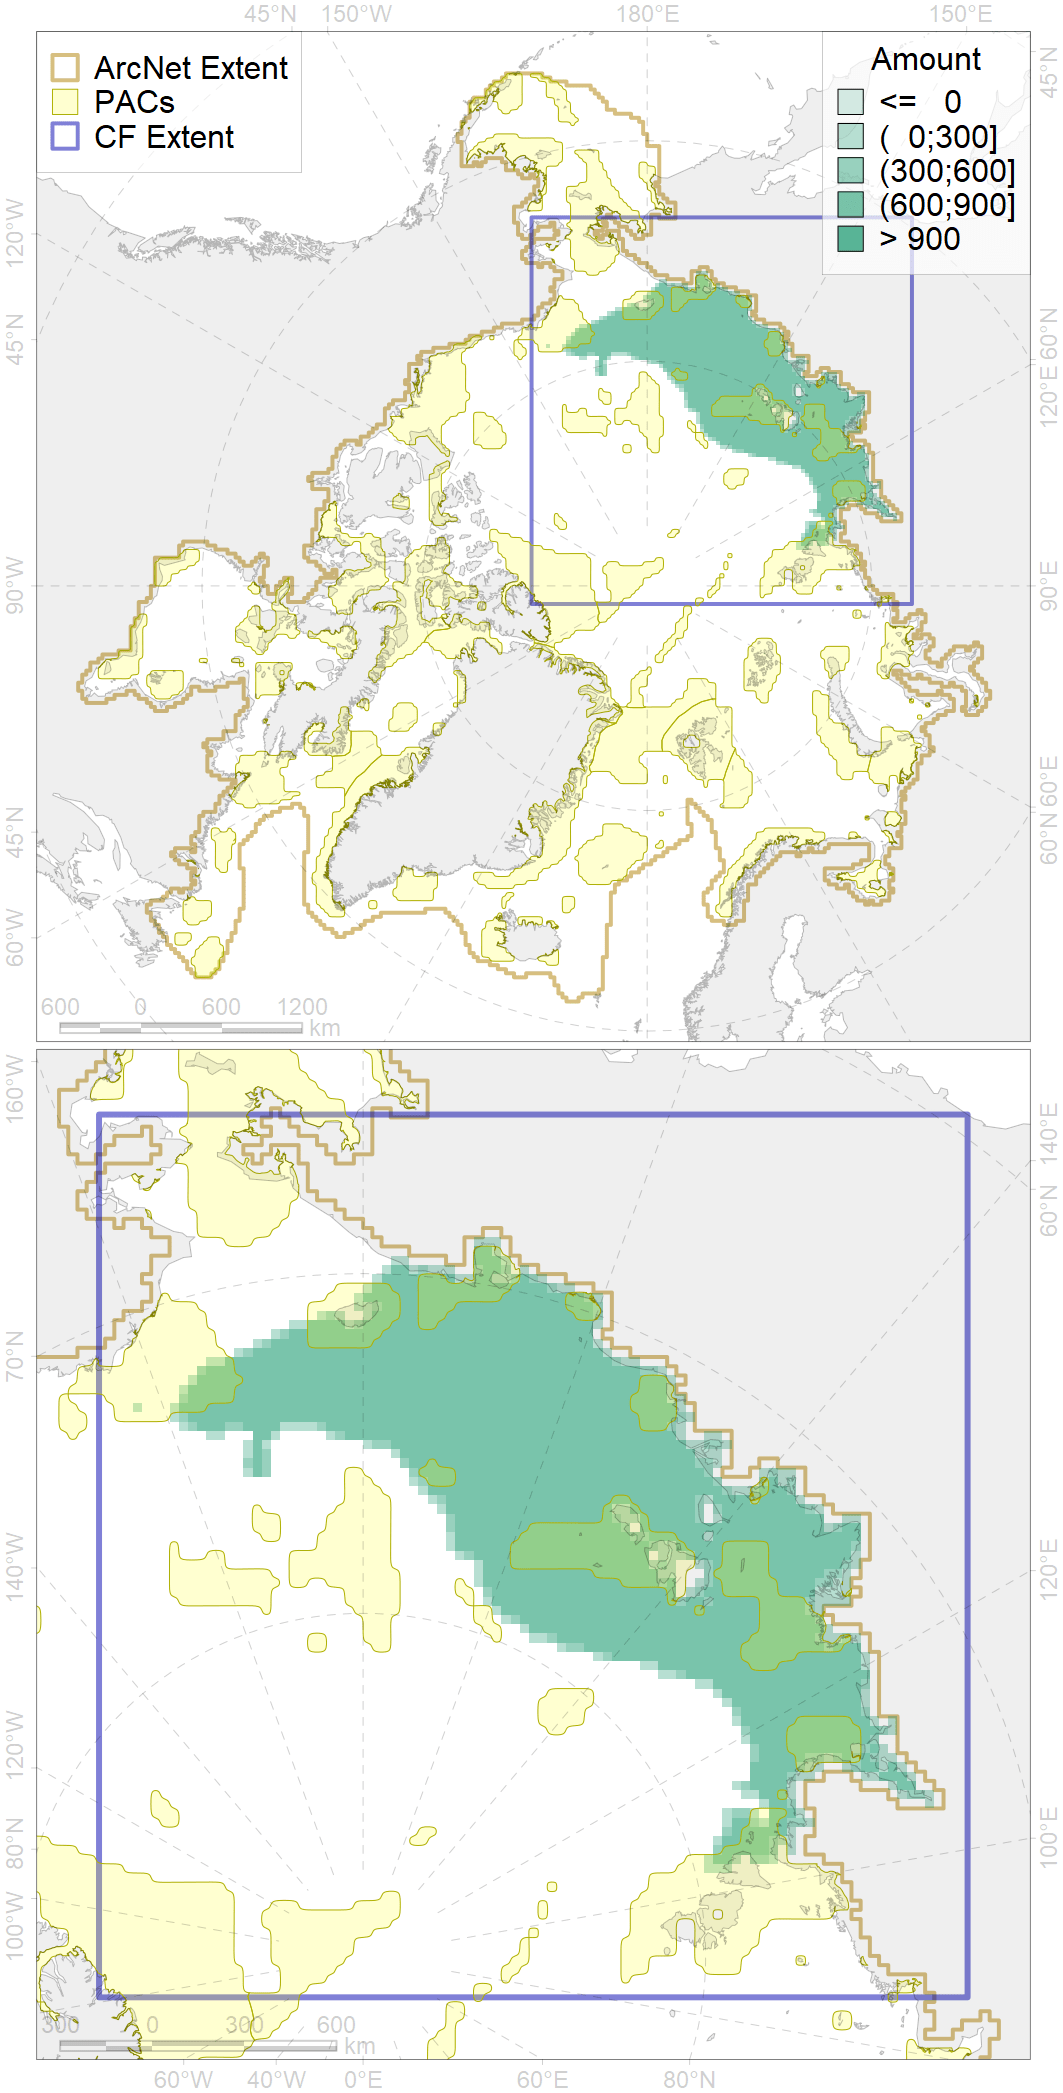 45°N 150°W 180°E 150°E
ArcNet Extent
PACs
CF Extent
Amount
<= 0
( 0;300]
(300;600]
(600;900]
> 900
120°W
45°N
90°W
45°N
60°W
45°N
60°N
120°E
90°E
60°E
60°N
600 0 600 1200
km
160°W
70°N
140°W
120°W
80°N
100°W
140°E
60°N
120°E
100°E
300 0 300 600
km
60°W 40°W 0°E 60°E 80°N